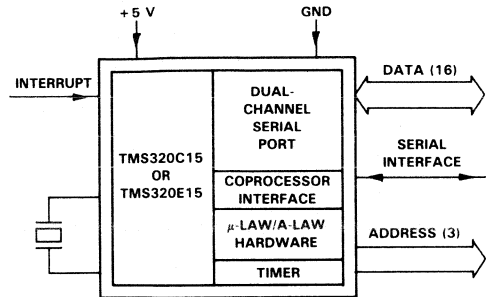 +5 V
GND
INTERRUPT
DATA (16)
DUAL-
CHANNEL
SERIAL
PORT
TMS320C15
OR
TMS320E15
SERIAL
INTERFACE
COPROCESSOR
INTERFACE
μ-LAW/A-LAW
HARDWARE
ADDRESS (3)
TIMER